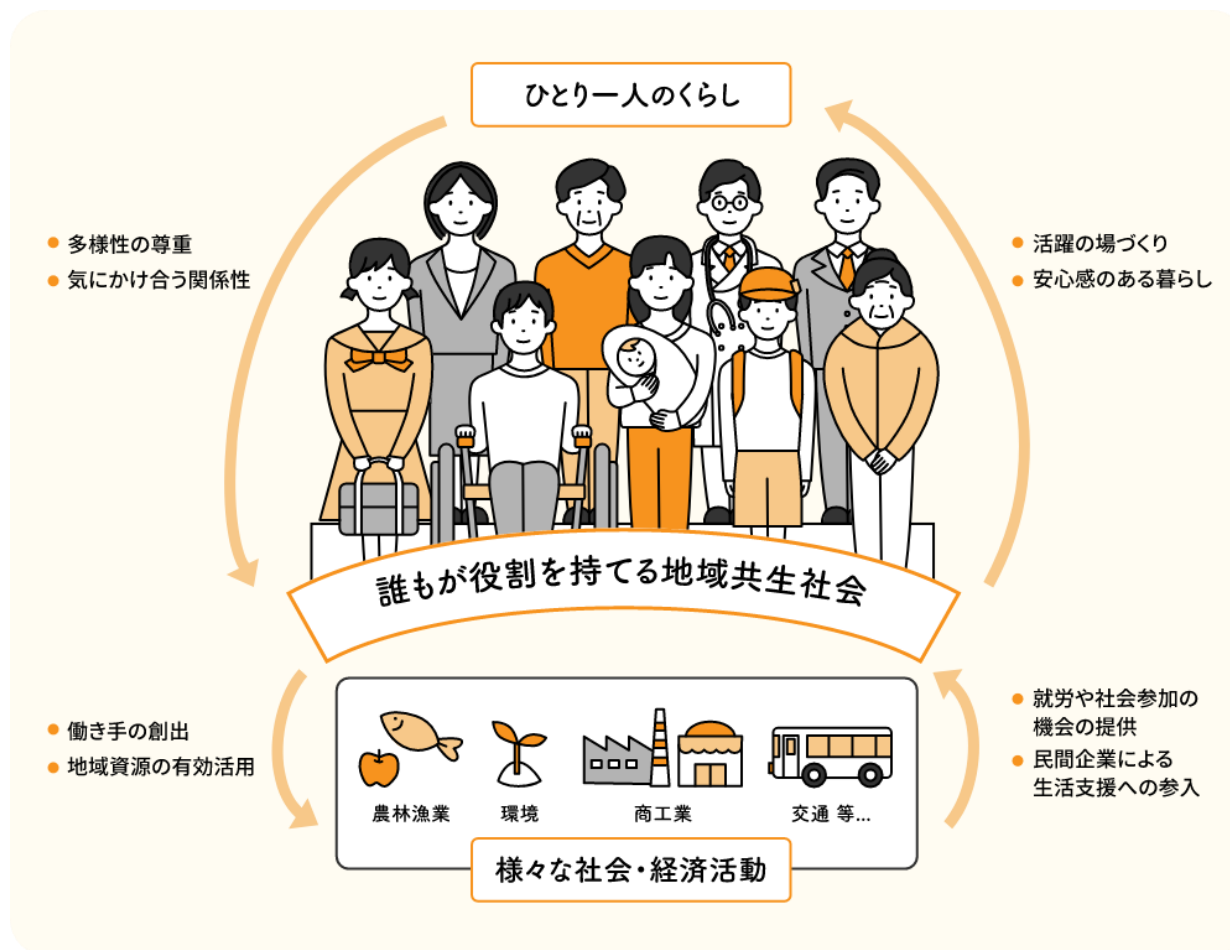 ひとり一人のくらし
多様性の尊重
気にかけ合う関係性
活躍の場づくり
安心感のある暮らし
誰もが役割を持てる地域共生社会
働き手の創出
地域資源の有効活用
就労や社会参加の
機会の提供
民間企業による
生活支援への参入
農林漁業
環境
商工業
交通 等...
様々な社会・経済活動